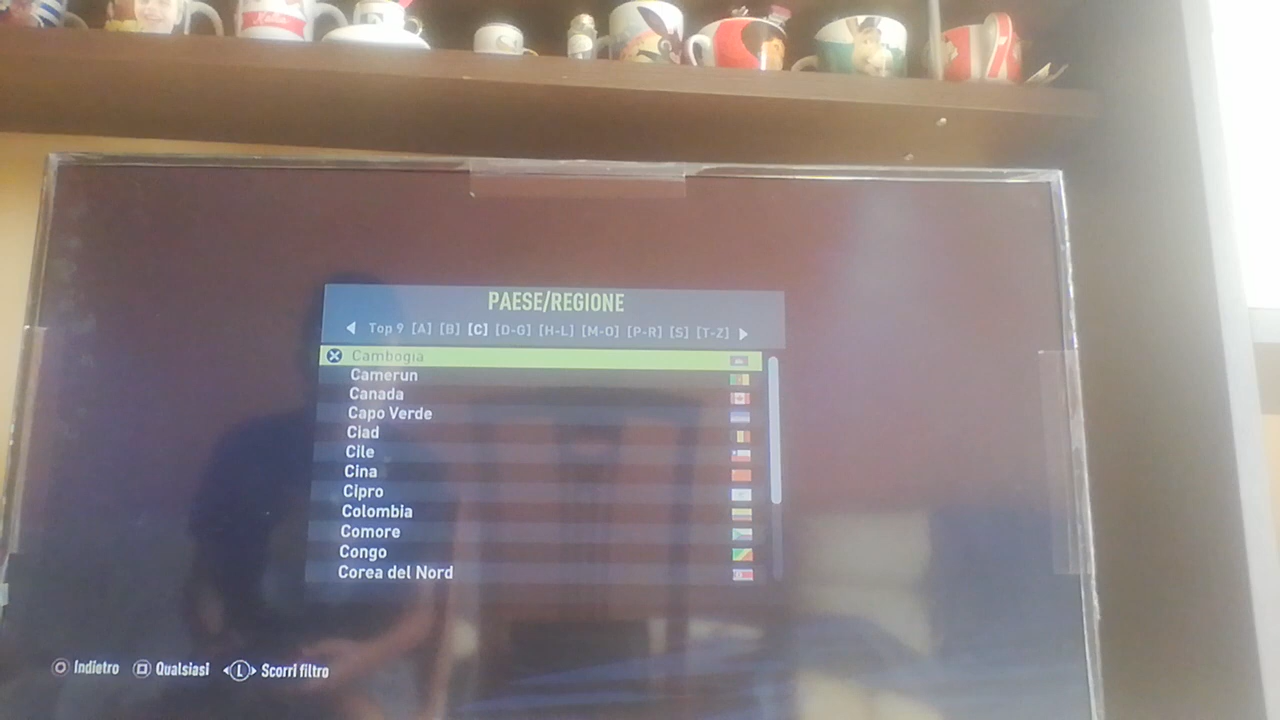 PAESE/REGIONE
Top 9 [A] [B] [C] [D-G] [H-L] [M-O] [P-R] [S] [T-Z]
Cambogia
Camerun
Canada
Capo Verde
Ciad
Cile
Cina
Cipro
Colombia
Comore
Congo
Corea del Nord
Indietro Qualsiasi L Scorri filtro